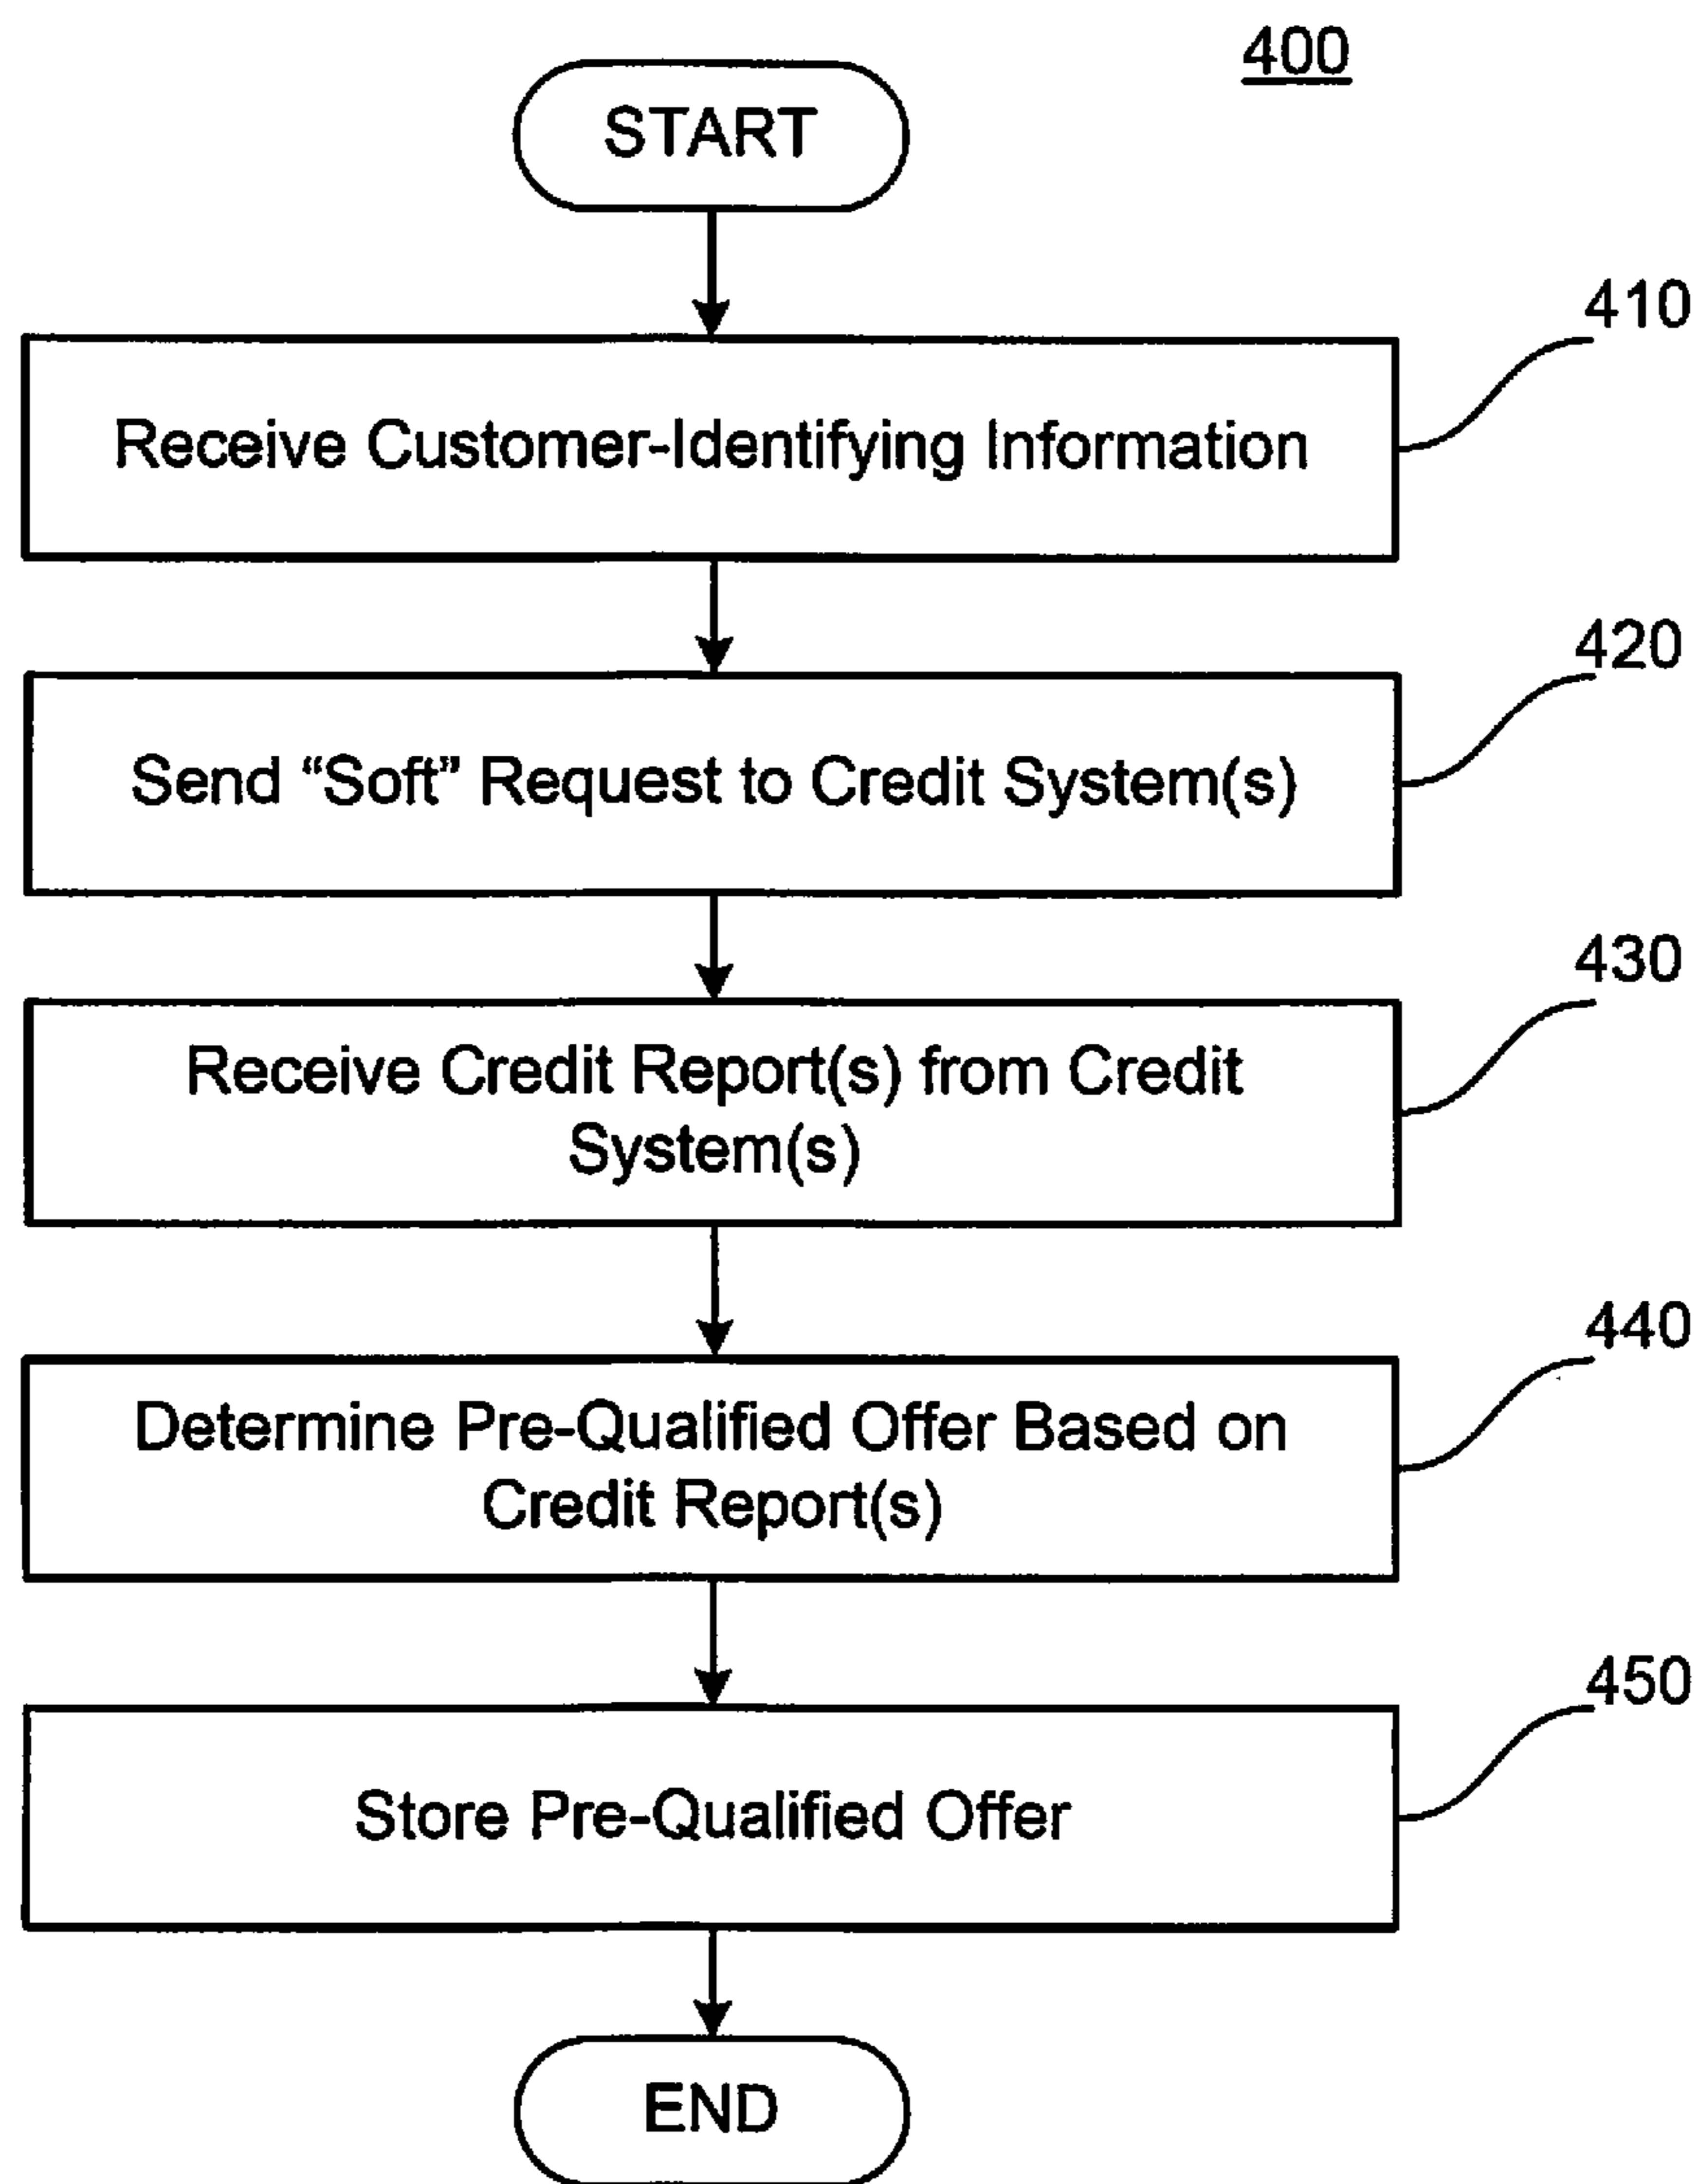 400
START
410
Receive Customer-Identifying Information
420
Send “Soft” Request to Credit System(s)
430
Receive Credit Report(s) from Credit
System(s)
440
Determine Pre-Qualified Offer Based on
Credit Report(s)
450
Store Pre-Qualified Offer
END